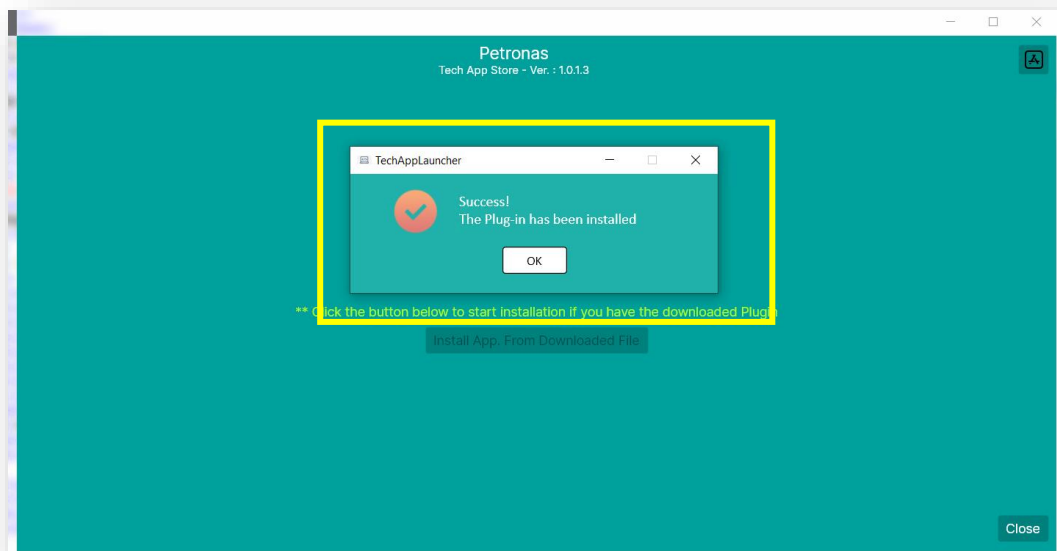 Petronas
Tech App Store - Ver. : 1.0.1.3
TechAppLauncher
Success!
The Plug-in has been installed
OK
** Click the button below to start installation if you have the downloaded Plugin
Install App. From Downloaded File
Close